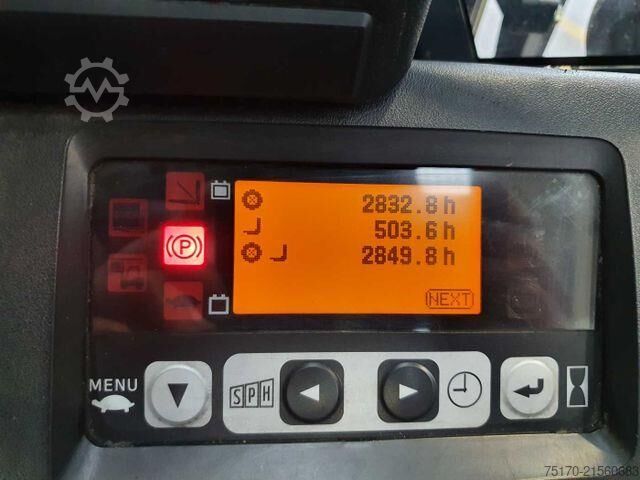 2832.8 h
503.6 h
2849.8 h
NEXT
(P)
MENU
SPH
75170-21560683